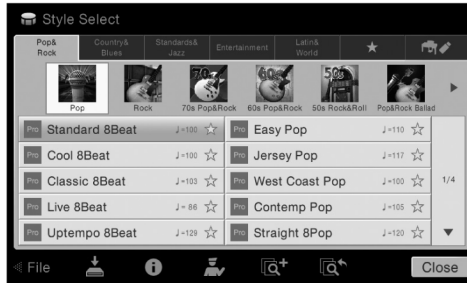 Style Select
Pop& Rock
Country& Blues
Standards& Jazz
Entertainment
Latin& World
Pop
Rock
70s
70s Pop&Rock
60s
60s Pop&Rock
50s
50s Rock&Roll
Pop&Rock Ballad
Pro Standard 8Beat ♩=100
Pro Easy Pop ♩=110
Pro Cool 8Beat ♩=100
Pro Jersey Pop ♩=117
Pro Classic 8Beat ♩=103
Pro West Coast Pop ♩=100
1/4
Pro Live 8Beat ♩= 86
Pro Contemp Pop ♩=105
Pro Uptempo 8Beat ♩=129
Pro Straight 8Pop ♩=120
File
Close